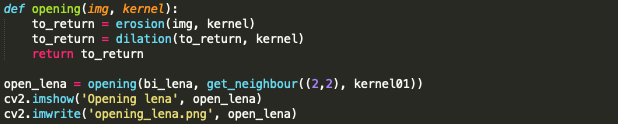 def opening(img, kernel):
    to_return = erosion(img, kernel)
    to_return = dilation(to_return, kernel)
    return to_return

open_lena = opening(bi_lena, get_neighbour((2,2), kernel01))
cv2.imshow('Opening lena', open_lena)
cv2.imwrite('opening_lena.png', open_lena)